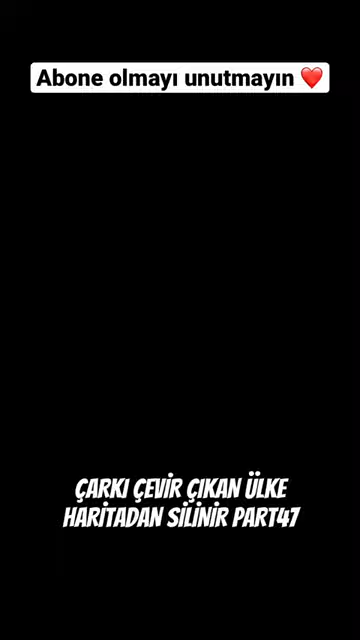 Abone olmayı unutmayın ❤️
ÇARKI ÇEVİR ÇIKAN ÜLKE
HARİTADAN SİLİNİR PART47